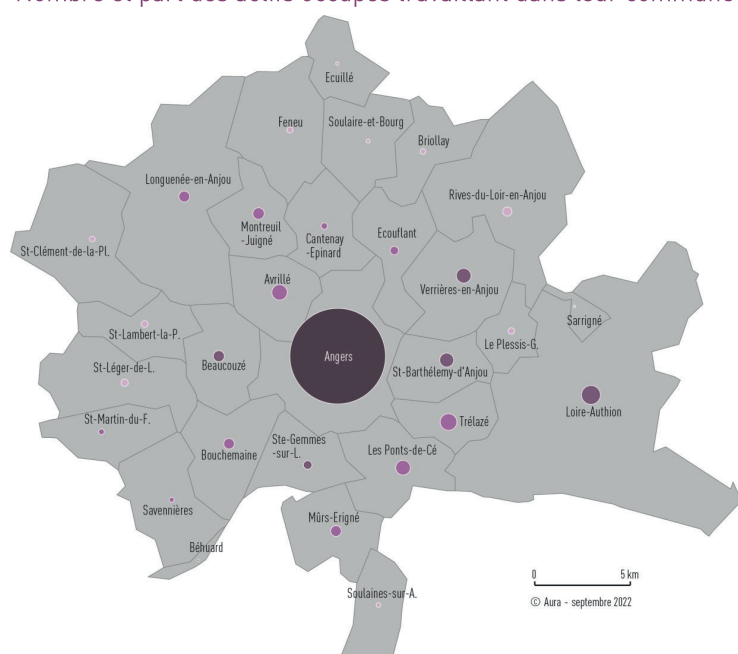 Nombre et part des actifs occupés travaillant dans leur commune
Ecuillé
Feneu
Soulaire-et-Bourg
Briollay
Longuenée-en-Anjou
Rives-du-Loir-en-Anjou
Montreuil
-Juigné
Cantenay
-Epinard
Ecouflant
St-Clément-de-la-Pl.
Avrillé
Verrières-en-Anjou
Sarrigné
St-Lambert-la-P.
Le Plessis-G.
Angers
Beaucouzé
St-Léger-de-L.
St-Barthélemy-d'Anjou
Loire-Authion
St-Martin-du-F.
Trélazé
Bouchemaine
Ste-Gemmes
-sur-L.
Les Ponts-de-Cé
Savennières
Mûrs-Erigné
Béhuard
0 5 km
Soulaines-sur-A.
© Aura - septembre 2022